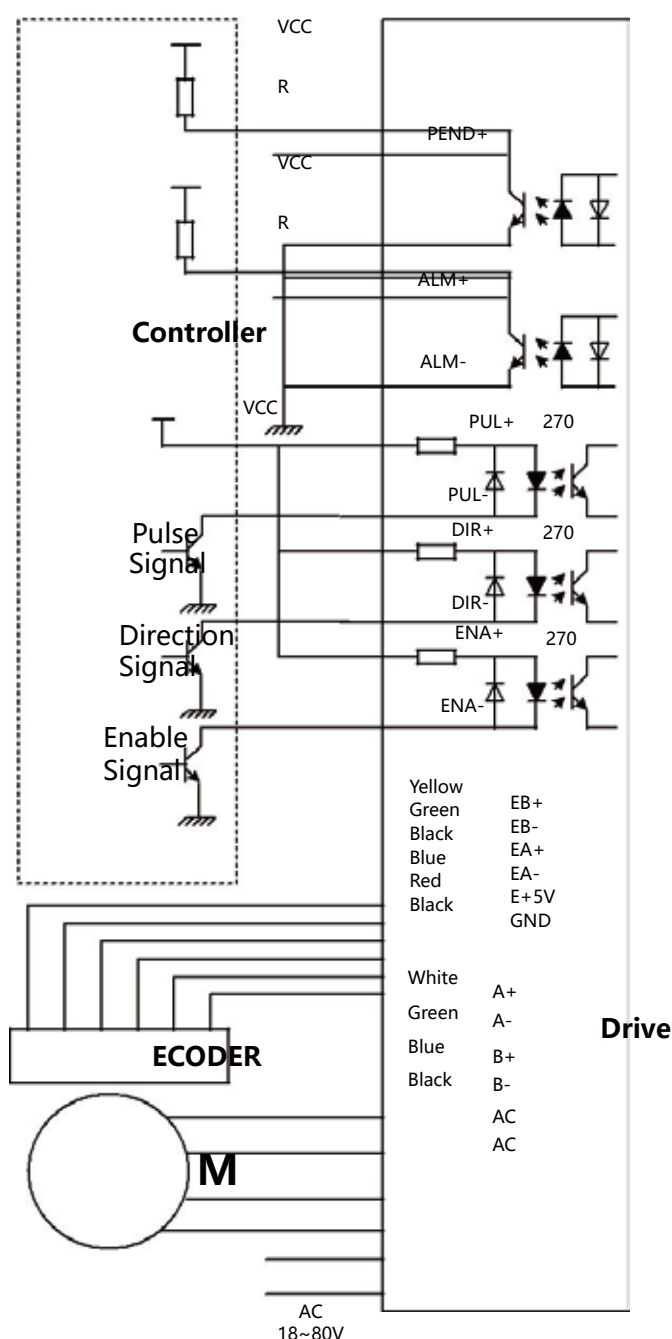 VCC
R
PEND+
VCC
R
ALM+
Controller
ALM-
VCC
PUL+ 270
PUL-
Pulse
Signal
DIR+ 270
DIR-
Direction
Signal
ENA+ 270
ENA-
Enable
Signal
Yellow EB+
Green EB-
Black EA+
Blue EA-
Red E+5V
Black GND
White A+
Green A-
Drive
Blue B+
Black B-
ECODER
AC
AC
M
AC
18~80V